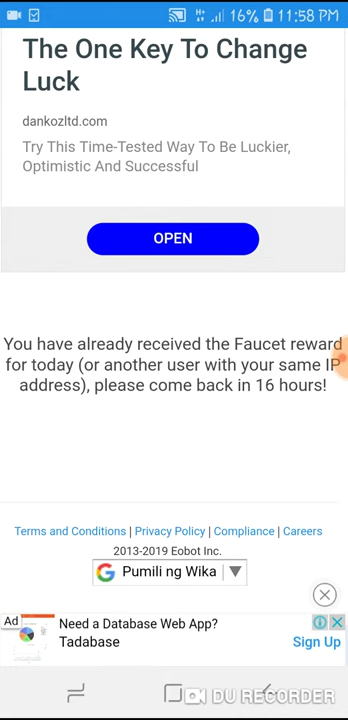 16% 11:58 PM
The One Key To Change
Luck
dankozltd.com
Try This Time-Tested Way To Be Luckier,
Optimistic And Successful
OPEN
You have already received the Faucet reward
for today (or another user with your same IP
address), please come back in 16 hours!
Terms and Conditions | Privacy Policy | Compliance | Careers
2013-2019 Eobot Inc.
Pumili ng Wika
Ad
Need a Database Web App?
Tadabase
Sign Up
DU RECORDER